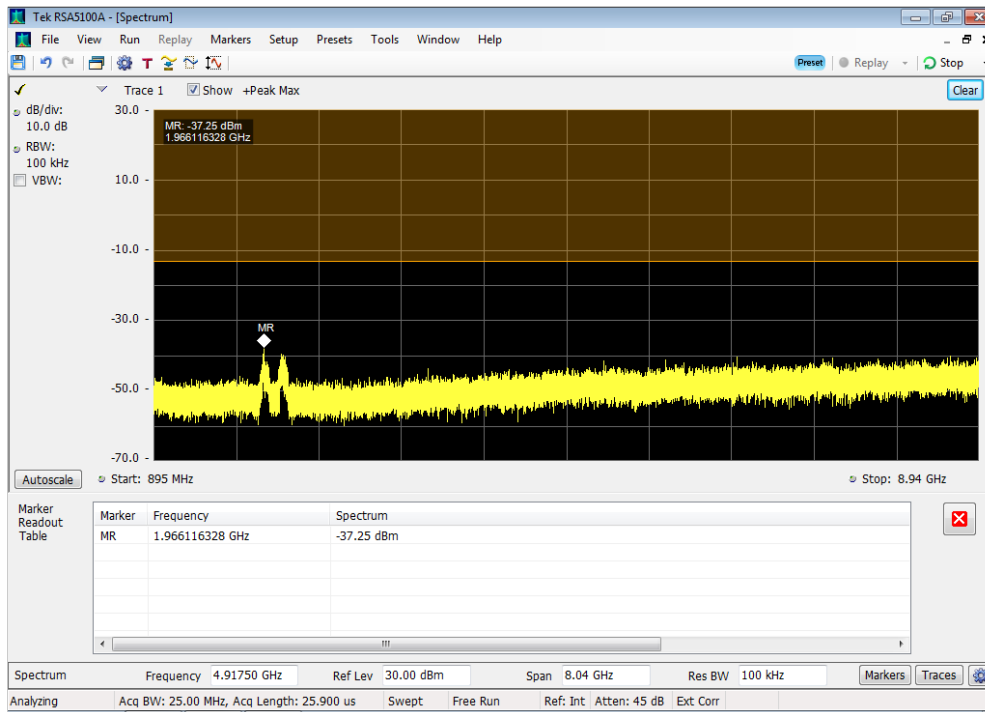 Tek RSA5100A - [Spectrum]
File View Run Replay Markers Setup Presets Tools Window Help
T Preset Replay Stop
Trace 1 Show +Peak Max Clear
dB/div:
10.0 dB
RBW:
100 kHz
VBW:
30.0
MR: -37.25 dBm
1.966116328 GHz
10.0
-10.0
-30.0
MR
-50.0
-70.0
Autoscale Start: 895 MHz Stop: 8.94 GHz
Marker
Readout
Table
Marker Frequency Spectrum
MR 1.966116328 GHz -37.25 dBm
Spectrum Frequency 4.91750 GHz Ref Lev 30.00 dBm Span 8.04 GHz Res BW 100 kHz Markers Traces
Analyzing Acq BW: 25.00 MHz, Acq Length: 25.900 us Swept Free Run Ref: Int Atten: 45 dB Ext Corr